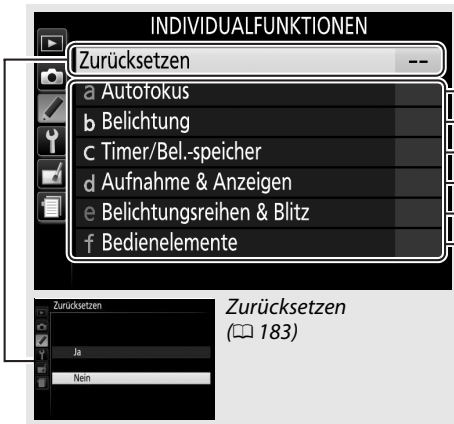 INDIVIDUALFUNKTIONEN
Zurücksetzen --
a Autofokus
b Belichtung
c Timer/Bel.-speicher
d Aufnahme & Anzeigen
e Belichtungsreihen & Blitz
f Bedienelemente
Zurücksetzen
Ja
Nein
Zurücksetzen
(📖 183)